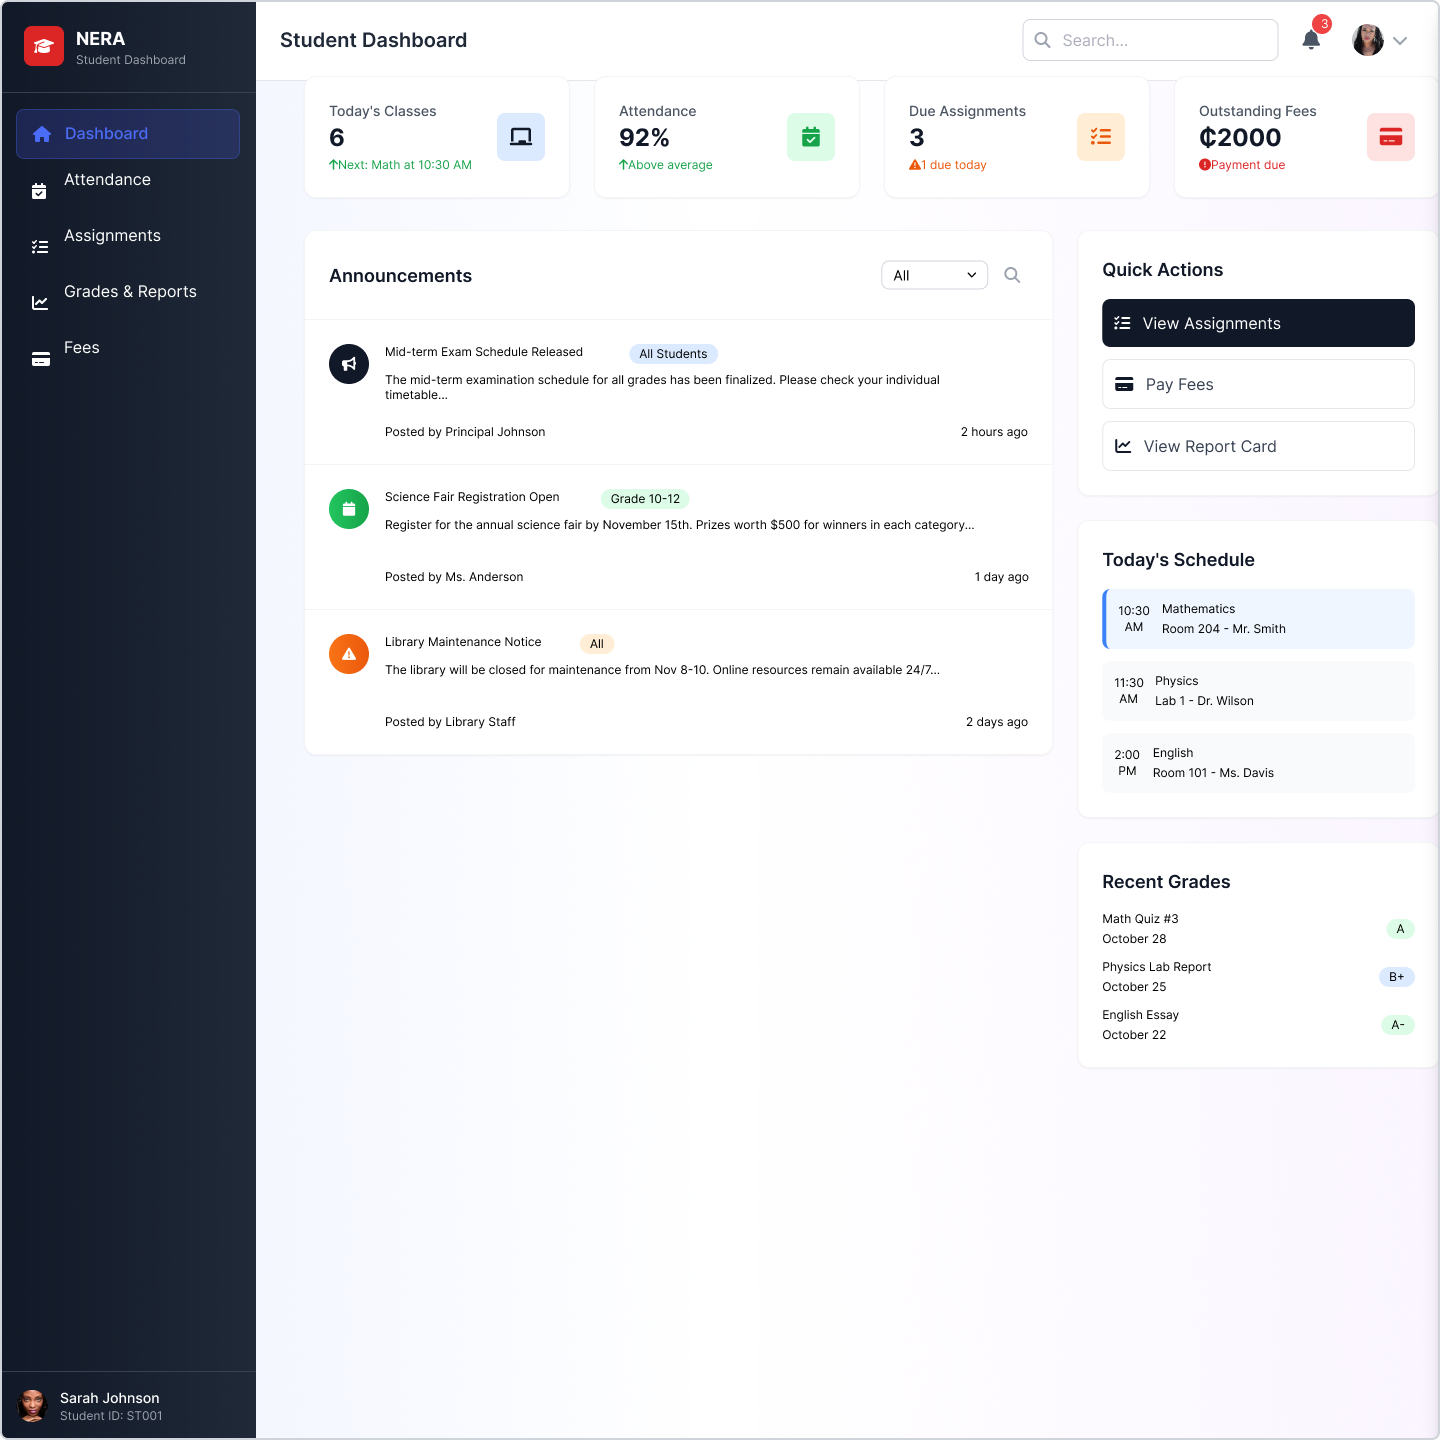 NERA
Student Dashboard
Dashboard
Attendance
Assignments
Grades & Reports
Fees
Sarah Johnson
Student ID: ST001
Student Dashboard
Search...
3
Today's Classes
6
Next: Math at 10:30 AM
Attendance
92%
Above average
Due Assignments
3
1 due today
Outstanding Fees
₵2000
Payment due
Announcements
All
Mid-term Exam Schedule Released
All Students
The mid-term examination schedule for all grades has been finalized. Please check your individual
timetable...
Posted by Principal Johnson
2 hours ago
Science Fair Registration Open
Grade 10-12
Register for the annual science fair by November 15th. Prizes worth $500 for winners in each category...
Posted by Ms. Anderson
1 day ago
Library Maintenance Notice
All
The library will be closed for maintenance from Nov 8-10. Online resources remain available 24/7...
Posted by Library Staff
2 days ago
Quick Actions
View Assignments
Pay Fees
View Report Card
Today's Schedule
10:30
AM
Mathematics
Room 204 - Mr. Smith
11:30
AM
Physics
Lab 1 - Dr. Wilson
2:00
PM
English
Room 101 - Ms. Davis
Recent Grades
Math Quiz #3
October 28
A
Physics Lab Report
October 25
B+
English Essay
October 22
A-